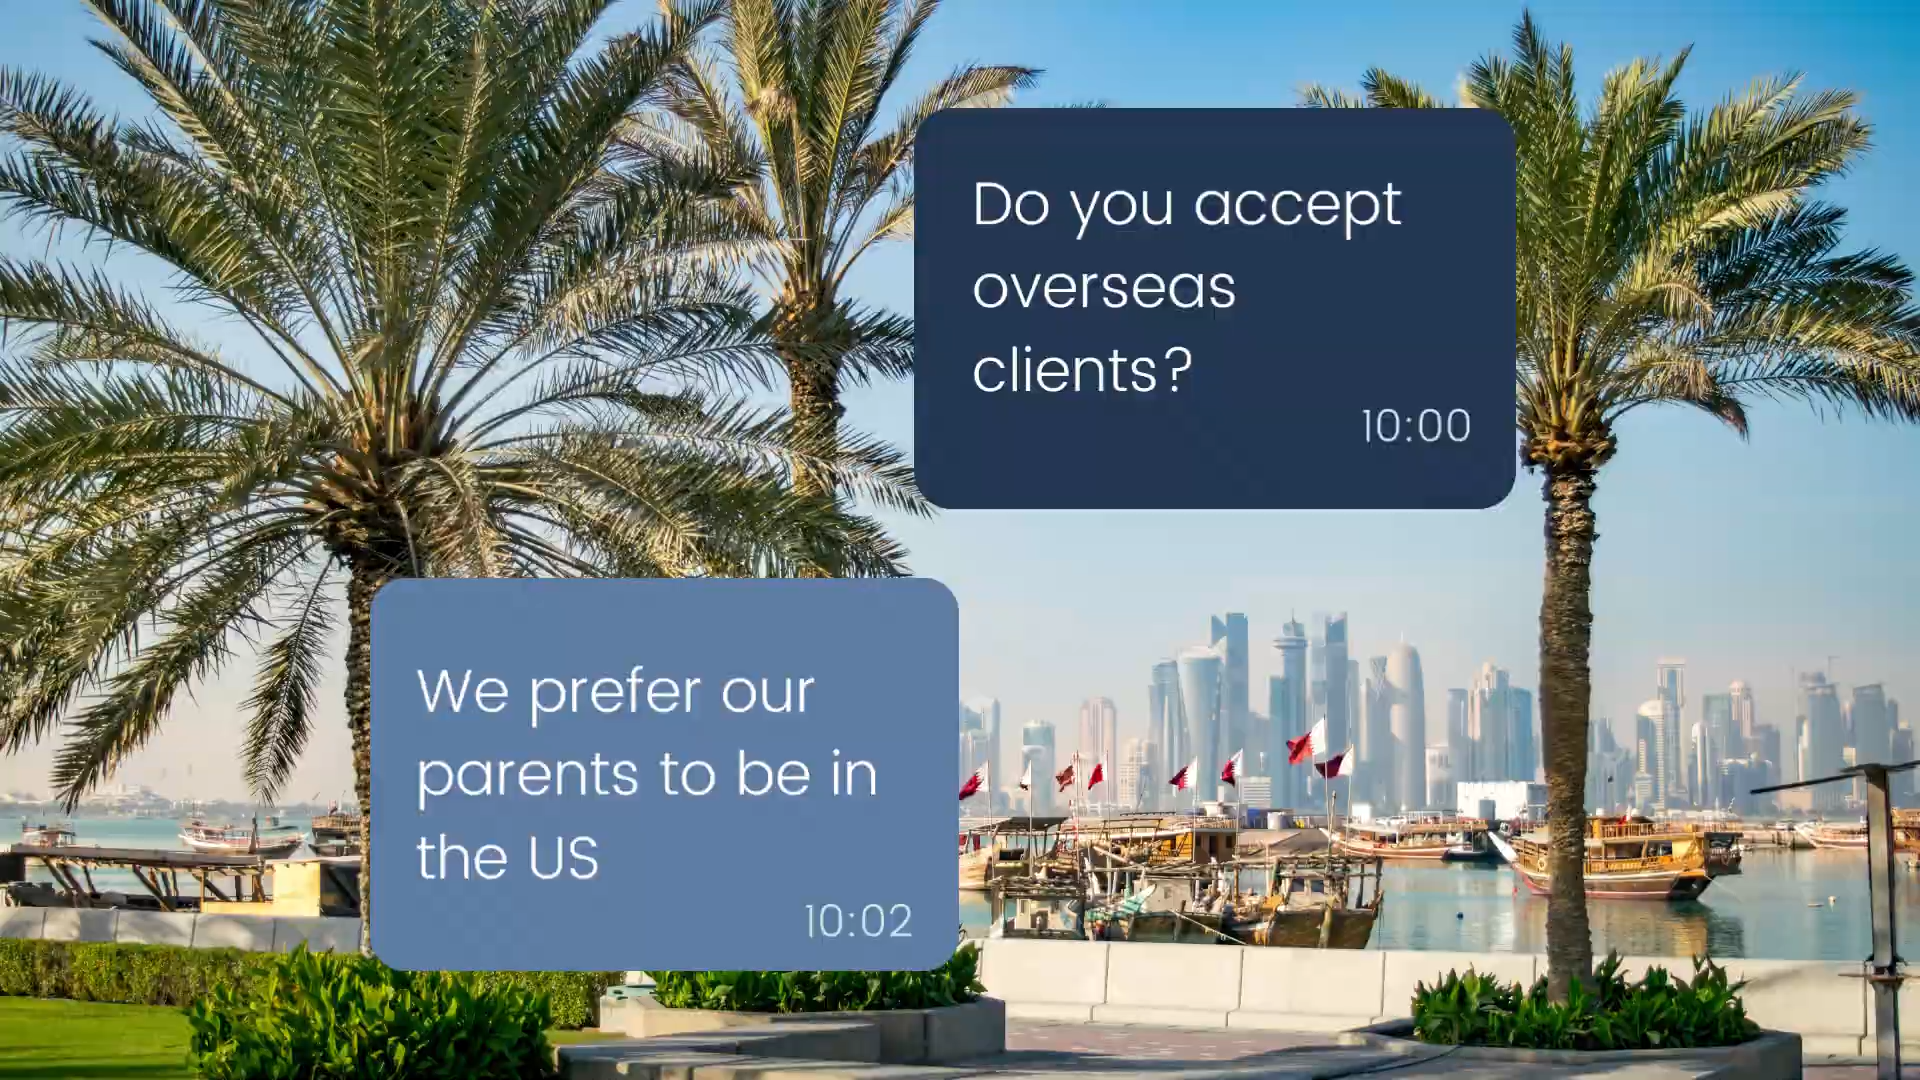 Do you accept
overseas
clients?
10:00
We prefer our
parents to be in
the US
10:02